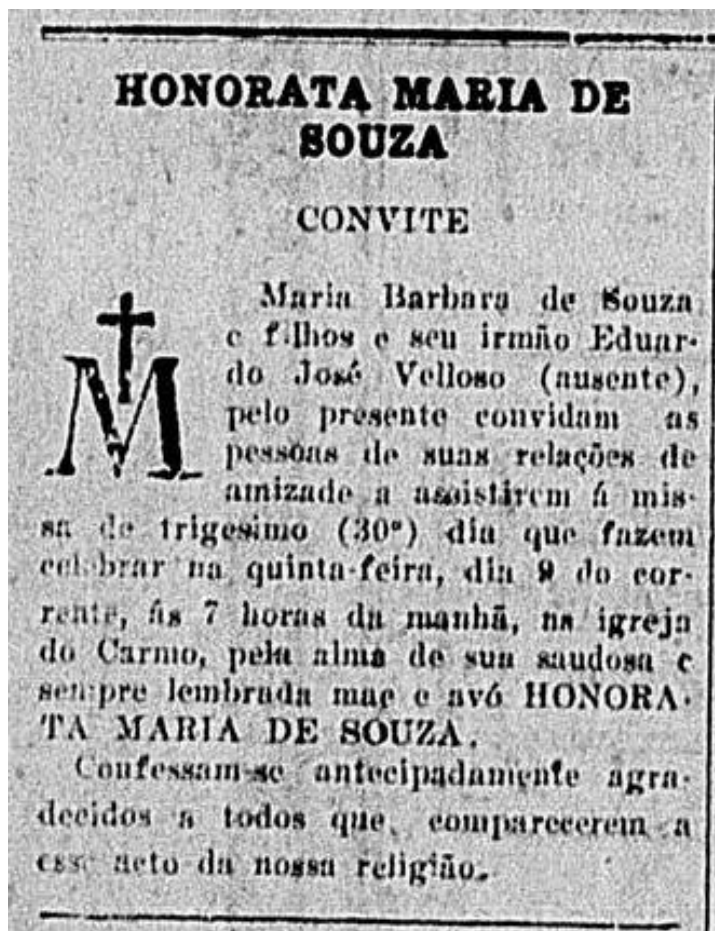 HONORATA MARIA DE
SOUZA
CONVITE
M
Maria Barbara de Souza
e filhos e seu irmão Eduar-
do José Velloso (ausente),
pelo presente convidam as
pessoas de suas relações de
amizade a assistirem á mis-
sa de trigesimo (30º) dia que fazem
celebrar na quinta-feira, dia 9 do cor-
rente, ás 7 horas da manhã, na igreja
do Carmo, pela alma de sua saudosa e
sempre lembrada mae e avó HONORA-
TA MARIA DE SOUZA.
Confessam-se antecipadamente agra-
decidos a todos que comparecerem a
esse acto da nossa religião.